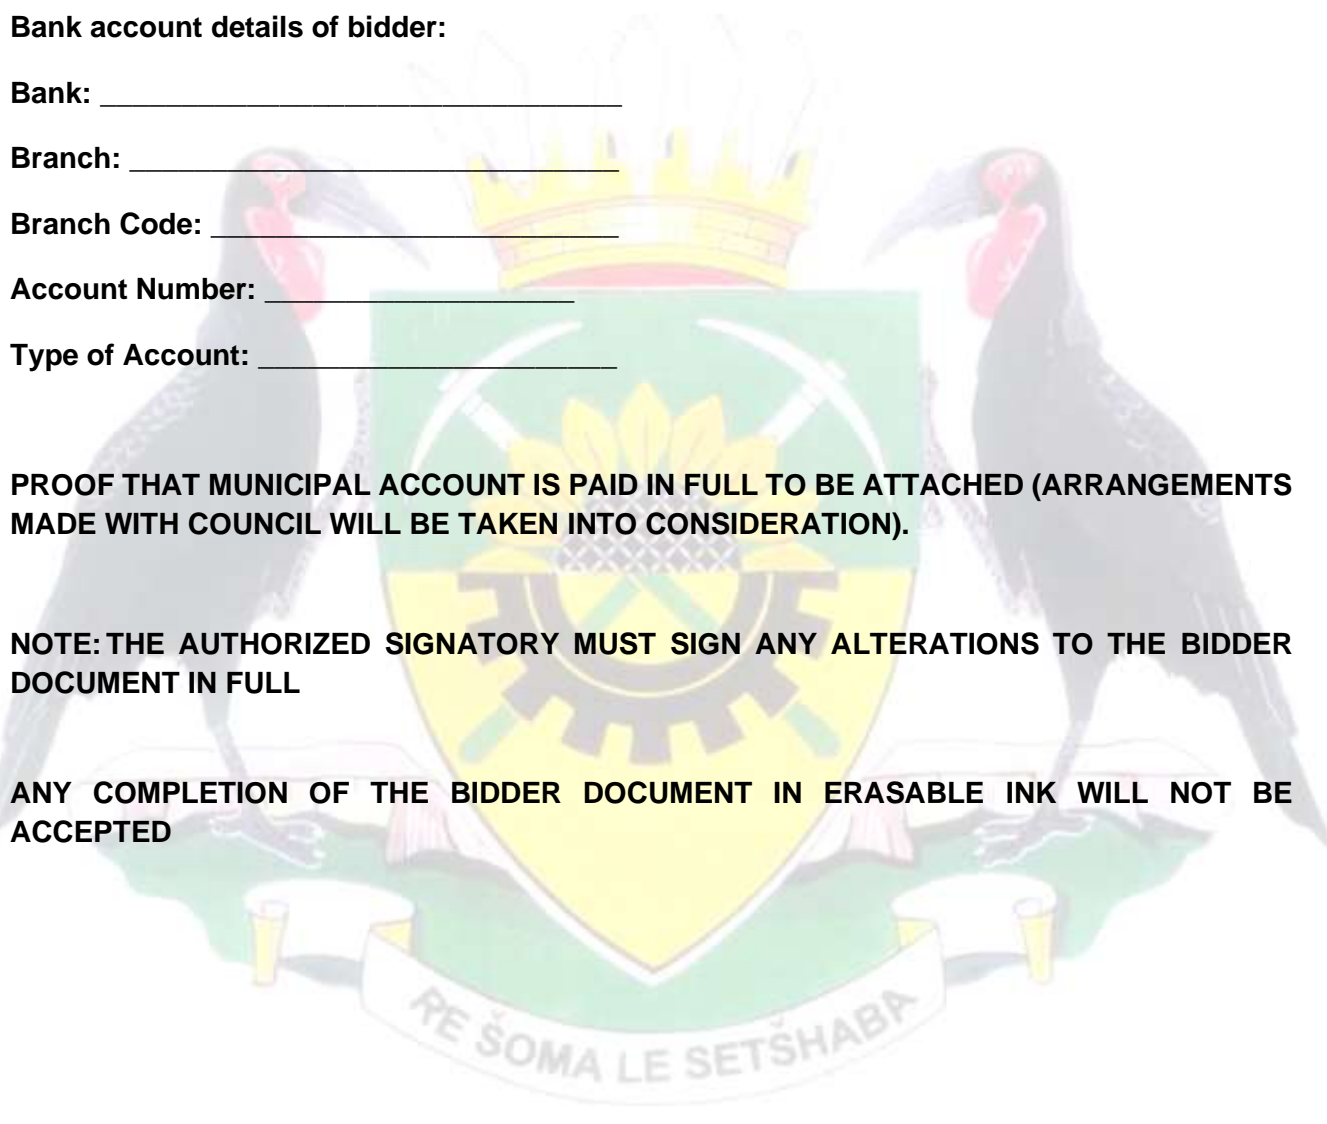 Bank account details of bidder:
Bank: ________________________________
Branch: ______________________________
Branch Code: _________________________
Account Number: ___________________
Type of Account: ______________________
PROOF THAT MUNICIPAL ACCOUNT IS PAID IN FULL TO BE ATTACHED (ARRANGEMENTS
MADE WITH COUNCIL WILL BE TAKEN INTO CONSIDERATION).
NOTE: THE AUTHORIZED SIGNATORY MUST SIGN ANY ALTERATIONS TO THE BIDDER
DOCUMENT IN FULL
ANY COMPLETION OF THE BIDDER DOCUMENT IN ERASABLE INK WILL NOT BE
ACCEPTED
RE ŠOMA LE SETŠHABA